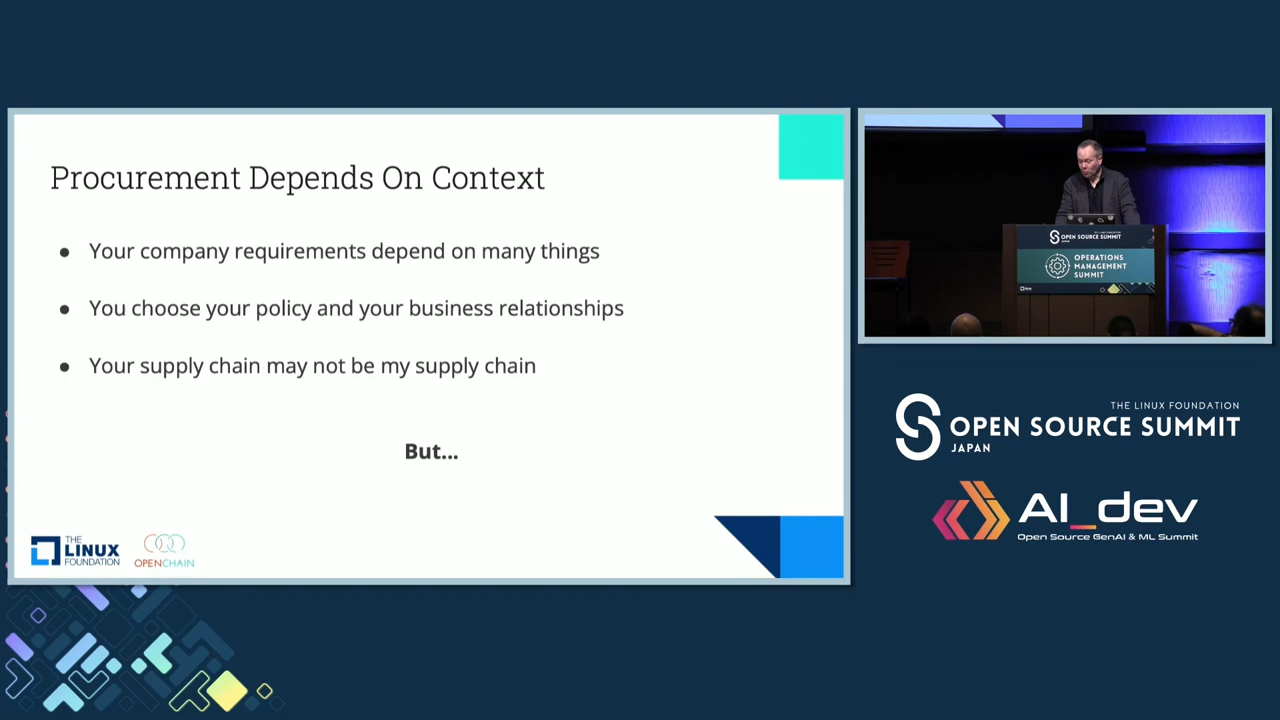 Procurement Depends On Context
● Your company requirements depend on many things
● You choose your policy and your business relationships
● Your supply chain may not be my supply chain
But...
THE
LINUX
FOUNDATION
OPENCHAIN
OPEN SOURCE SUMMIT
JAPAN
OPERATIONS
MANAGEMENT
SUMMIT
THE LINUX FOUNDATION
OPEN SOURCE SUMMIT
JAPAN
AI_dev
Open Source GenAI & ML Summit